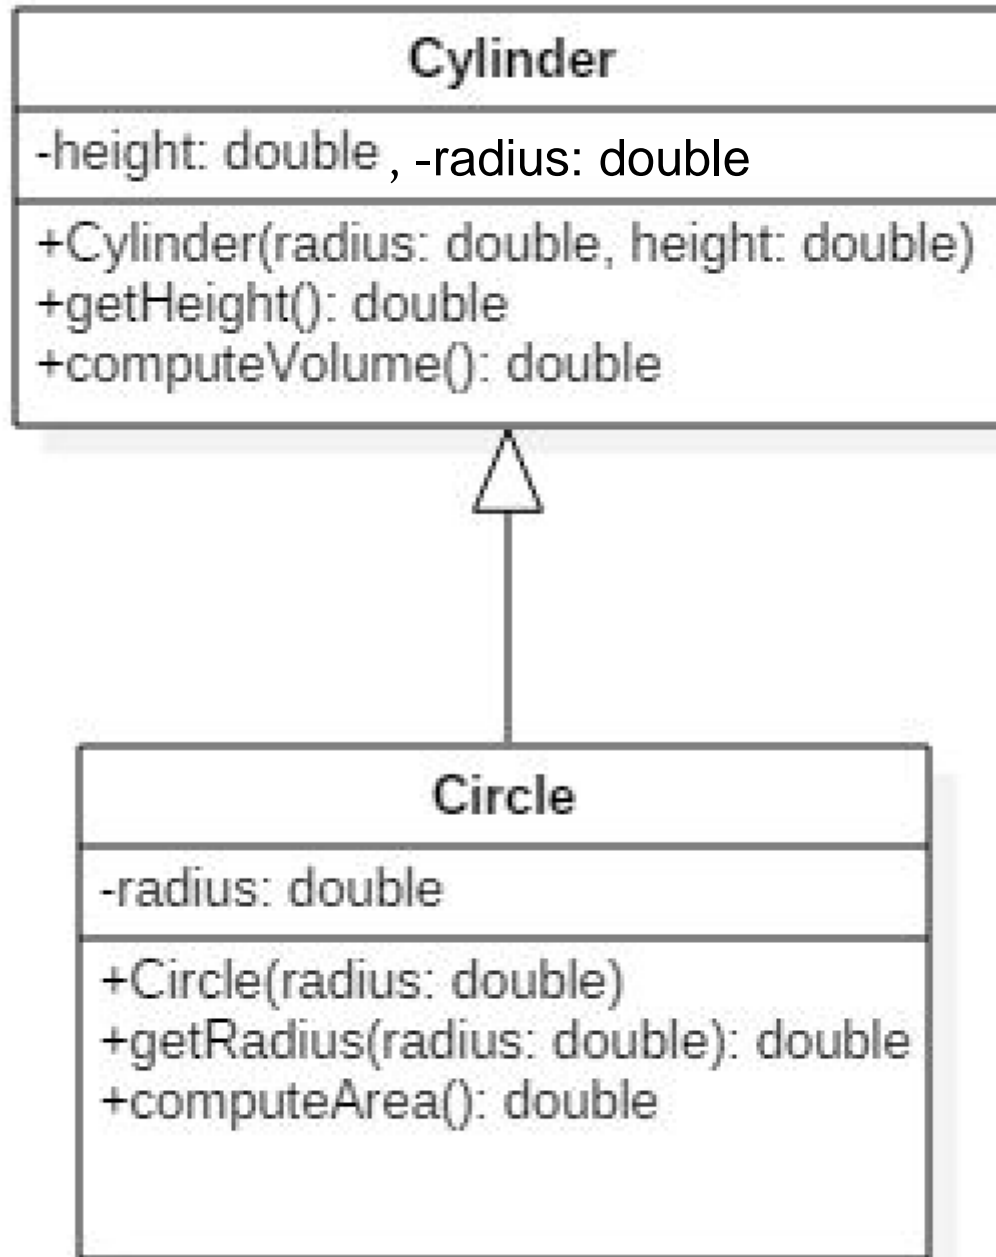 Cylinder
-height: double , -radius: double
+Cylinder(radius: double, height: double)
+getHeight(): double
+computeVolume(): double
Circle
-radius: double
+Circle(radius: double)
+getRadius(radius: double): double
+computeArea(): double